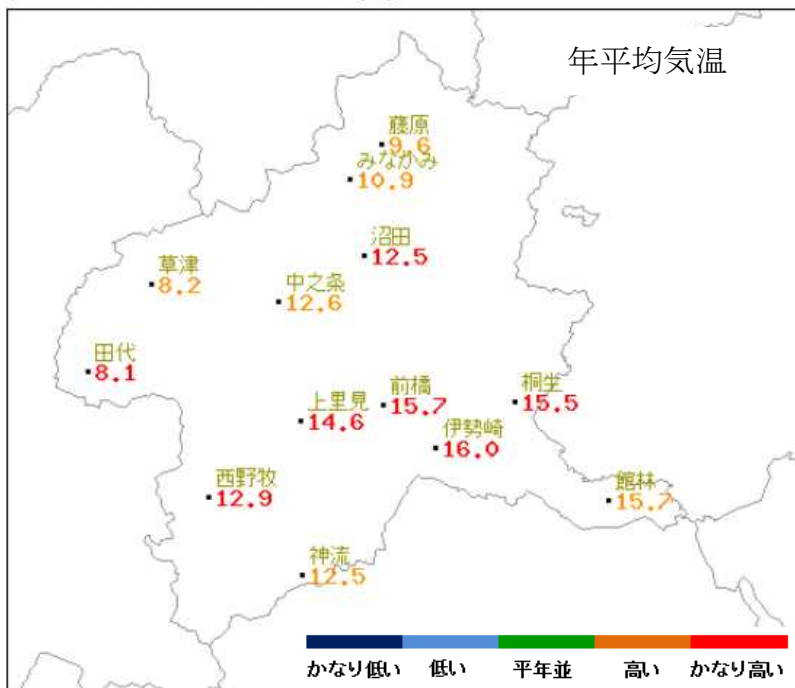 年平均気温
藤原
9.6
みなかみ
10.9
沼田
12.5
草津
8.2
中之条
12.6
田代
8.1
前橋
15.7
桐生
15.5
上里見
14.6
伊勢崎
16.0
西野牧
12.9
館林
15.7
神流
12.5
かなり低い 低い 平年並 高い かなり高い